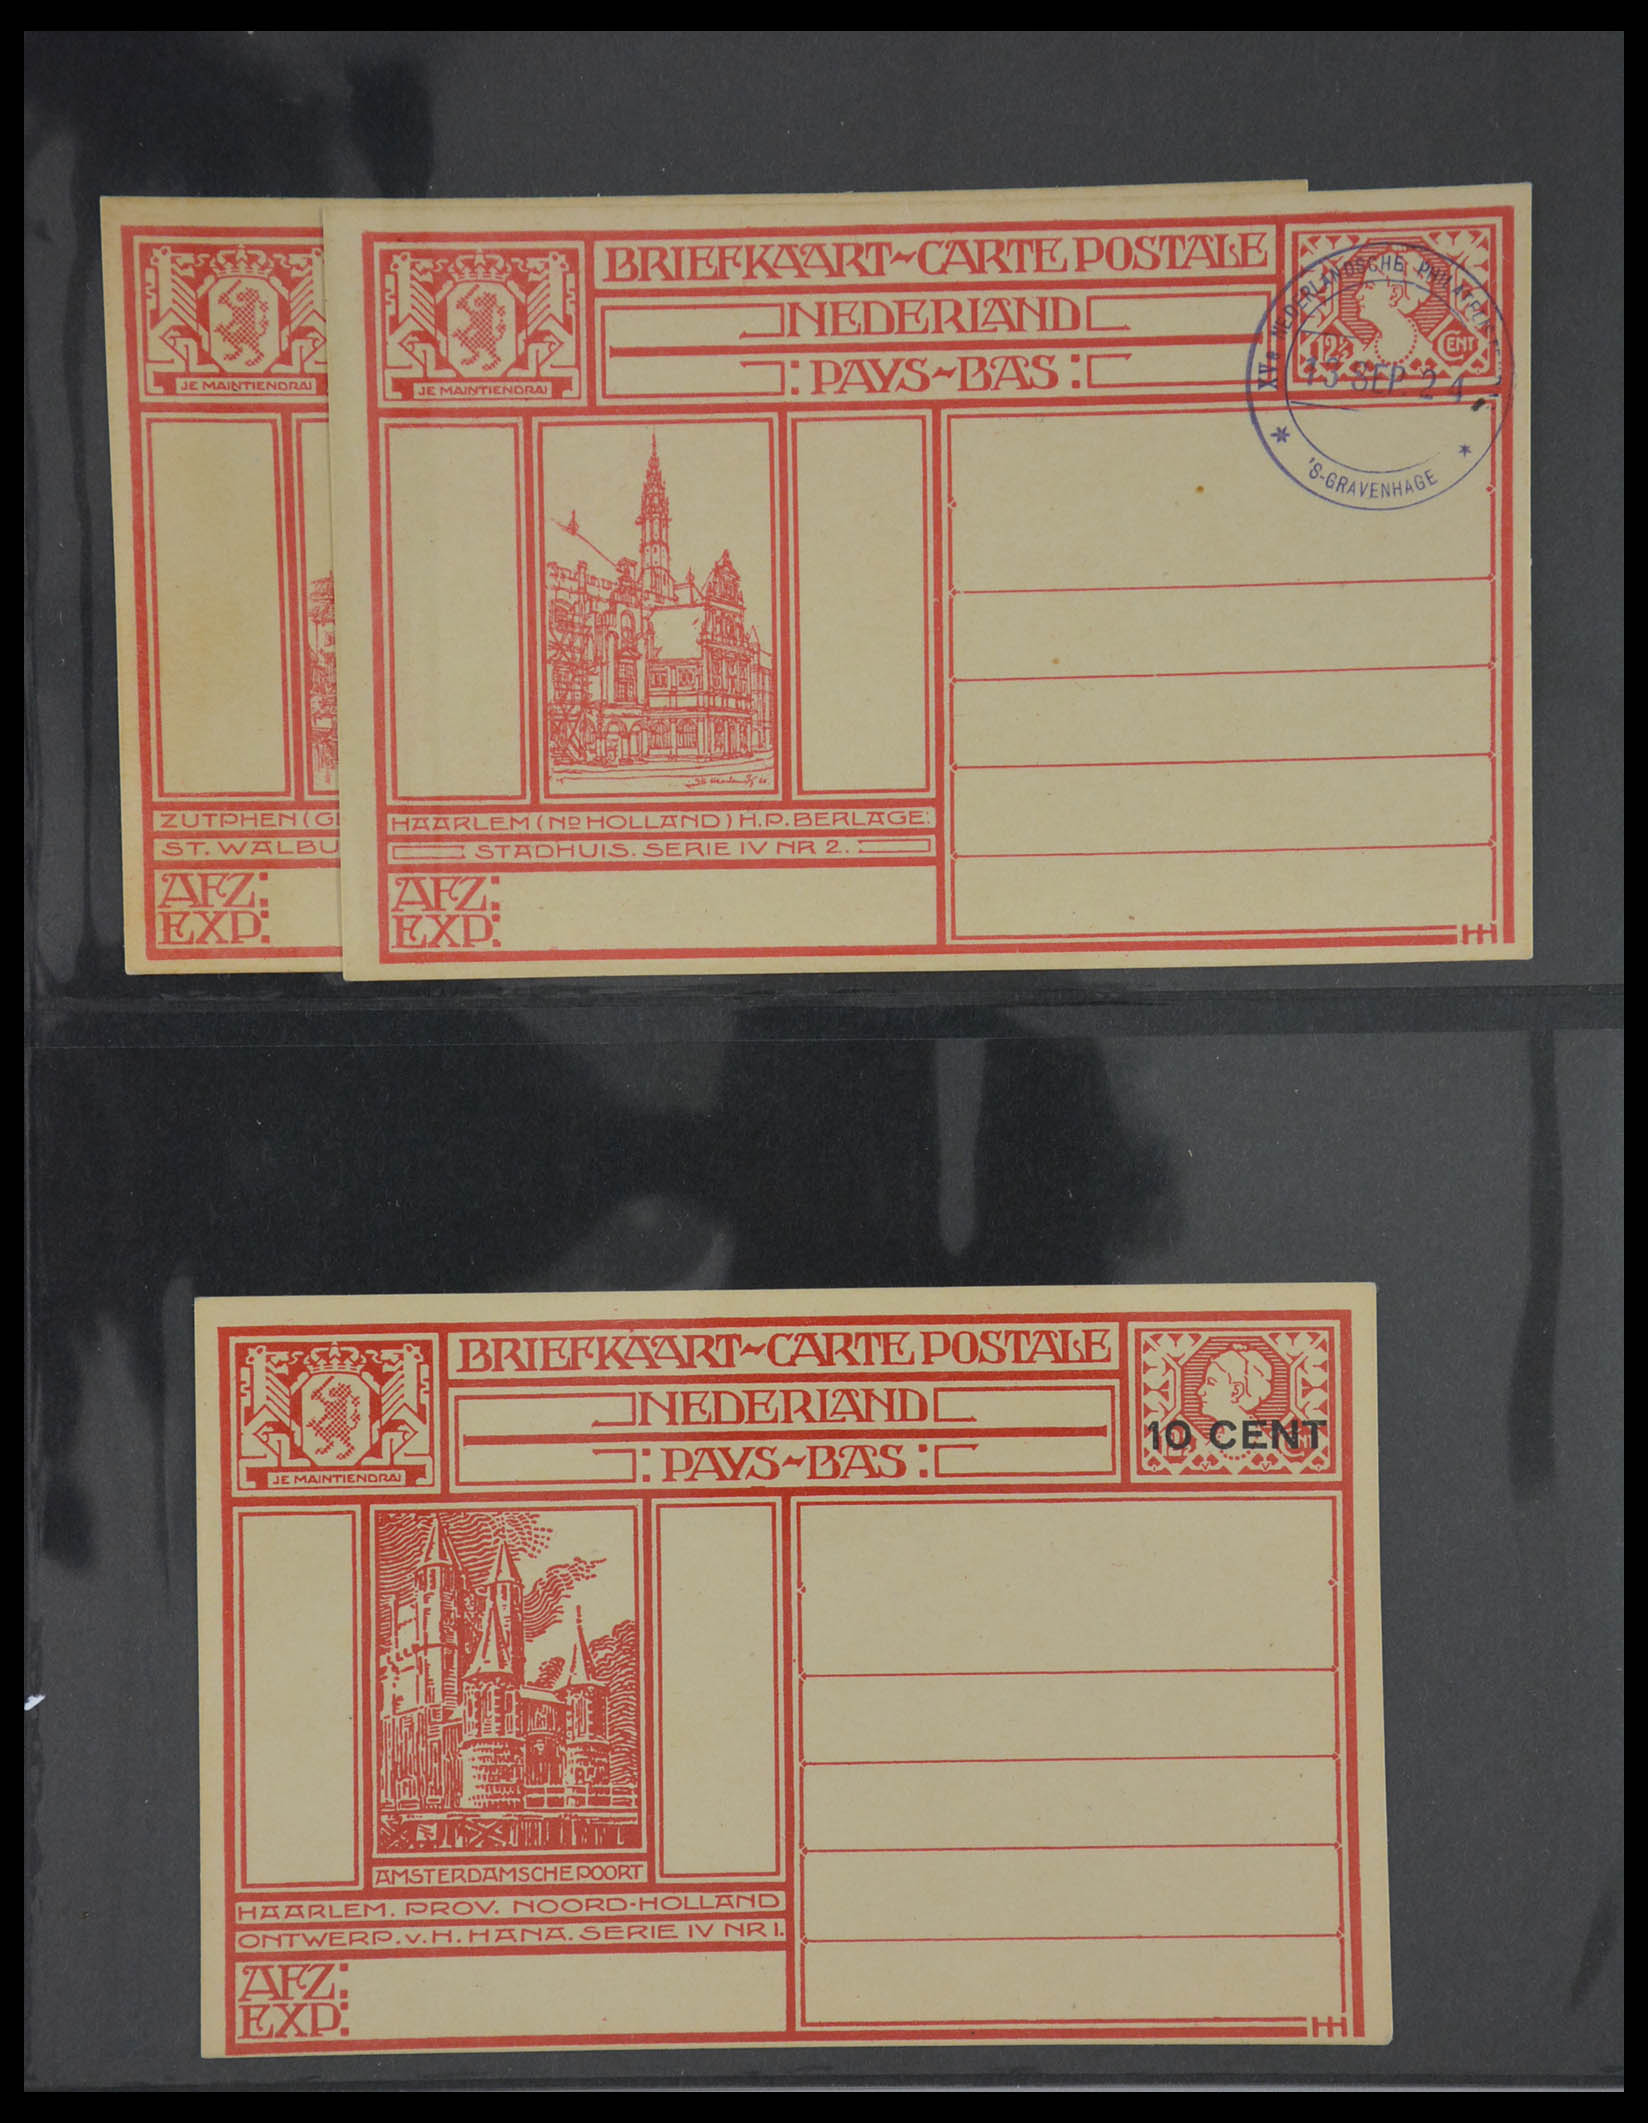 JE MAINTIENDRAI
ZUTPHEN (
ST. WALBU
AFZ:
EXP:
BRIEFKAART~CARTE POSTALE
NEDERLAND
PAYS~BAS
JE MAINTIENDRAI
12½ CENT
XVe NEDERLANDSCHE
13 SEP. 24
'S-GRAVENHAGE
HAARLEM (NO HOLLAND) H.P. BERLAGE:
STADHUIS. SERIE IV NR 2.
AFZ:
EXP:
BRIEFKAART~CARTE POSTALE
NEDERLAND
PAYS~BAS
JE MAINTIENDRAI
10 CENT
AMSTERDAMSCHE POORT
HAARLEM. PROV. NOORD-HOLLAND
ONTWERP. v. H. HANA. SERIE IV NR 1.
AFZ:
EXP: